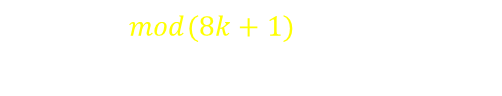 mod (8k + 1)